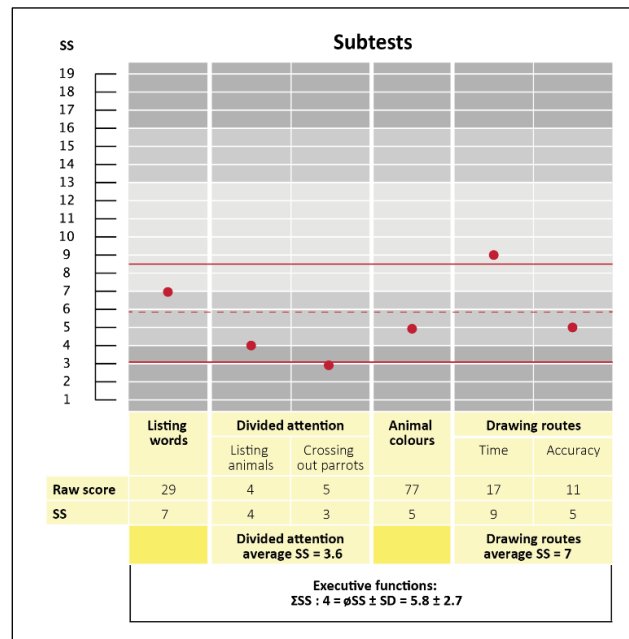 Subtests
SS
19
18
17
16
15
14
13
12
11
10
9
8
7
6
5
4
3
2
1
Listing words
Divided attention
Listing animals
Crossing out parrots
Animal colours
Drawing routes
Time
Accuracy
Raw score 29 4 5 77 17 11
SS 7 4 3 5 9 5
Divided attention
average SS = 3.6
Drawing routes
average SS = 7
Executive functions:
ΣSS : 4 = øSS ± SD = 5.8 ± 2.7